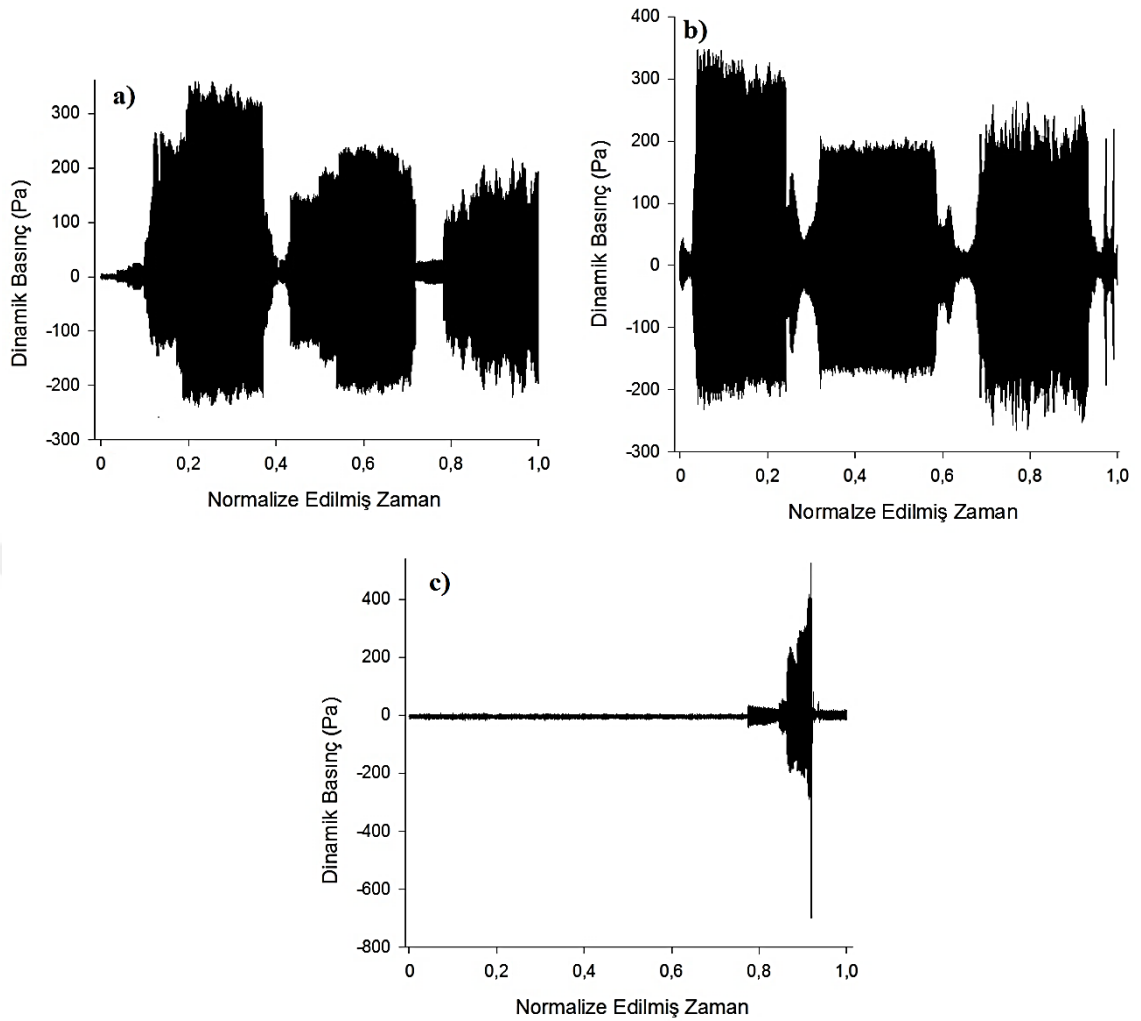 a)
300
200
100
0
-100
-200
-300
Dinamik Basınç (Pa)
0 0,2 0,4 0,6 0,8 1,0
Normalize Edilmiş Zaman
b)
400
300
200
100
0
-100
-200
-300
Dinamik Basınç (Pa)
0 0,2 0,4 0,6 0,8 1,0
Normalze Edilmiş Zaman
c)
400
200
0
-200
-400
-600
-800
Dinamik Basınç (Pa)
0 0,2 0,4 0,6 0,8 1,0
Normalize Edilmiş Zaman